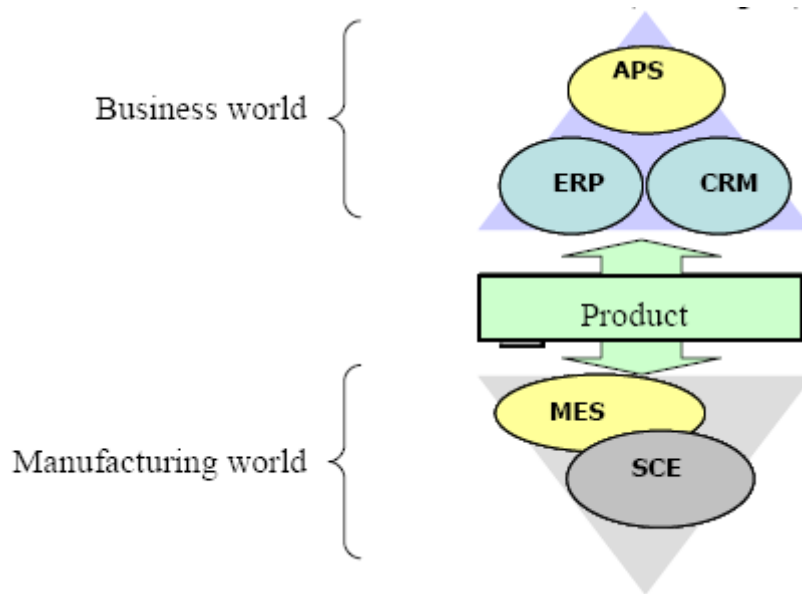 APS
Business world
ERP CRM
Product
MES
Manufacturing world
SCE